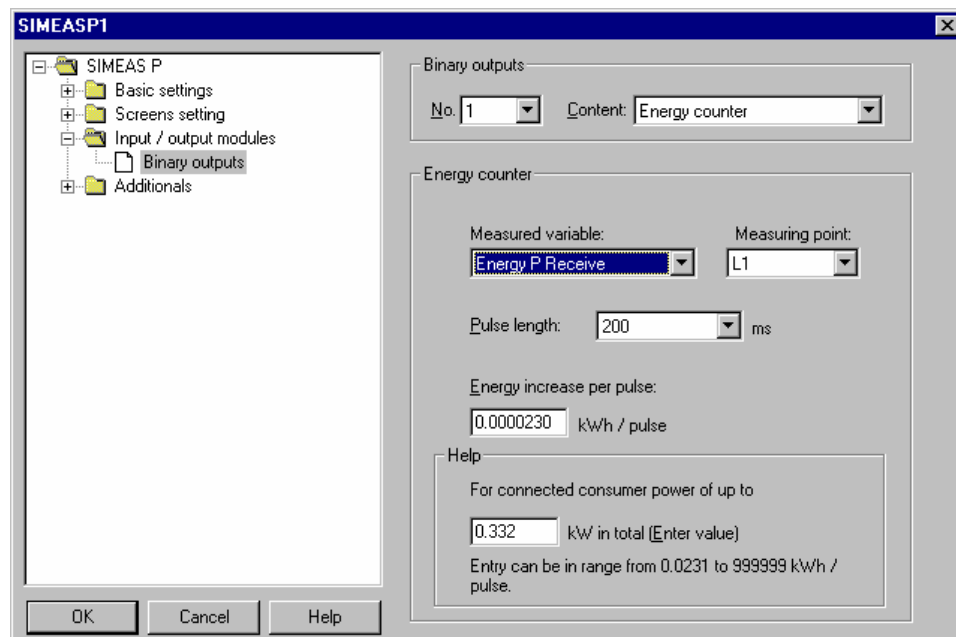 SIMEASP1
SIMEAS P
Basic settings
Screens setting
Input / output modules
Binary outputs
Additionals
OK
Cancel
Help
Binary outputs
No. 1
Content: Energy counter
Energy counter
Measured variable:
Measuring point:
Energy P Receive
L1
Pulse length: 200 ms
Energy increase per pulse:
0.0000230 kWh / pulse
Help
For connected consumer power of up to
0.332 kW in total (Enter value)
Entry can be in range from 0.0231 to 999999 kWh /
pulse.